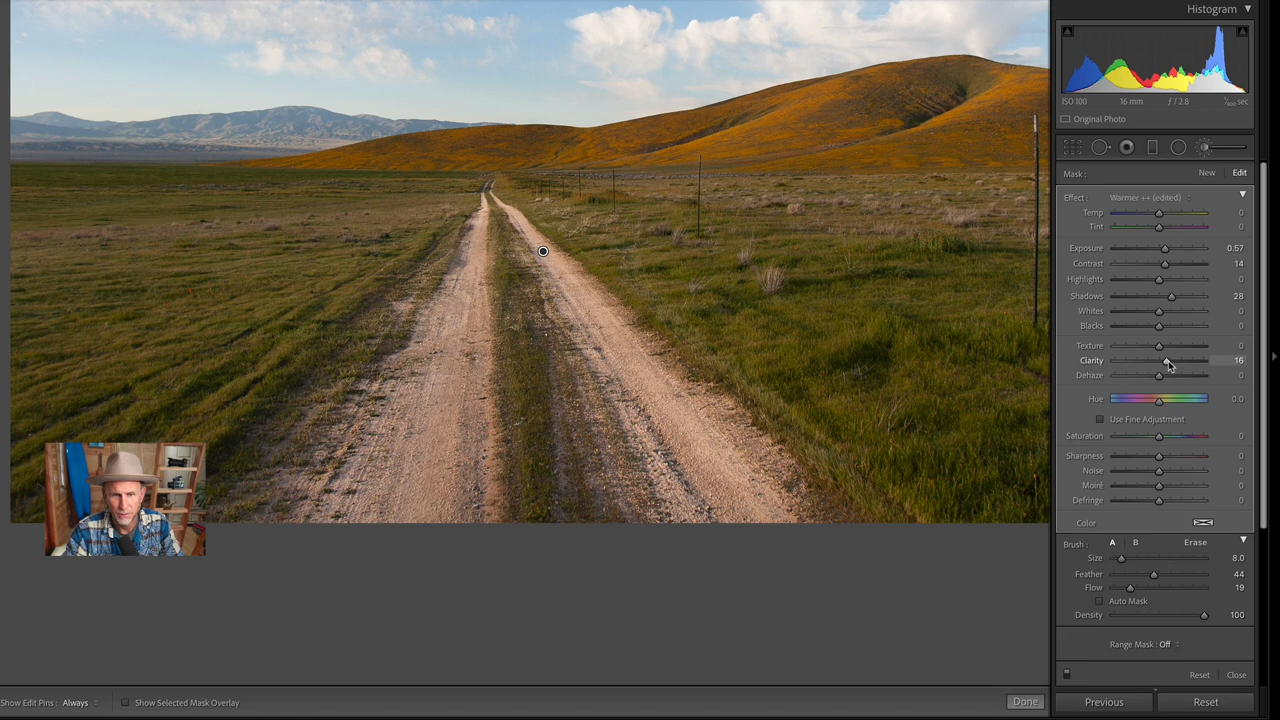 Histogram
ISO 100 16 mm ƒ / 2.8 sec
Original Photo
Mask : New Edit
Effect : Warmer ++ (edited)
Temp 0
Tint 0
Exposure 0.57
Contrast 14
Highlights 0
Shadows 28
Whites 0
Blacks 0
Texture 0
Clarity 16
Dehaze 0
Hue 0.0
Use Fine Adjustment
Saturation 0
Sharpness 0
Noise 0
Moiré 0
Defringe 0
Color
Brush : A B Erase
Size 8.0
Feather 44
Flow 19
Auto Mask
Density 100
Range Mask : Off
Reset Close
Show Edit Pins : Always Show Selected Mask Overlay Done
Previous Reset